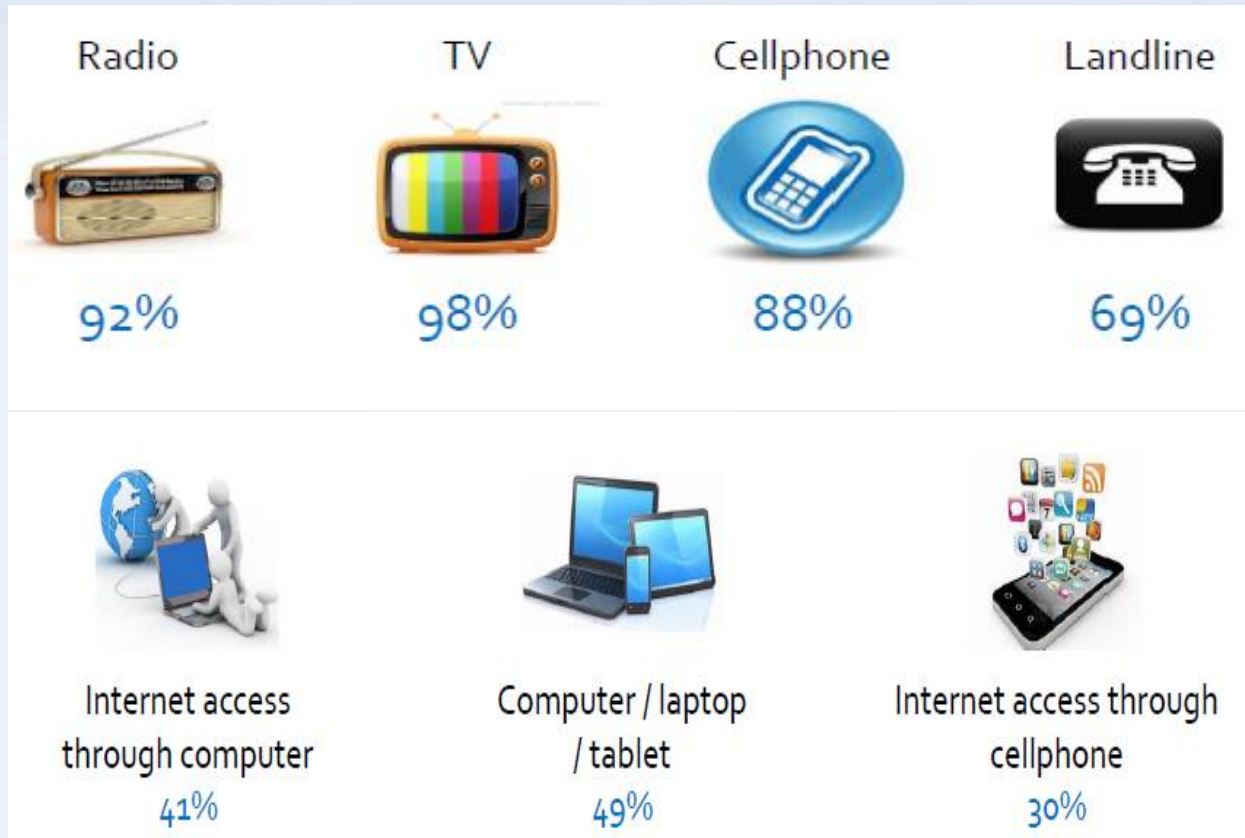 Radio
TV
Cellphone
Landline
92%
98%
88%
69%
Internet access
through computer
41%
Computer / laptop
/ tablet
49%
Internet access through
cellphone
30%